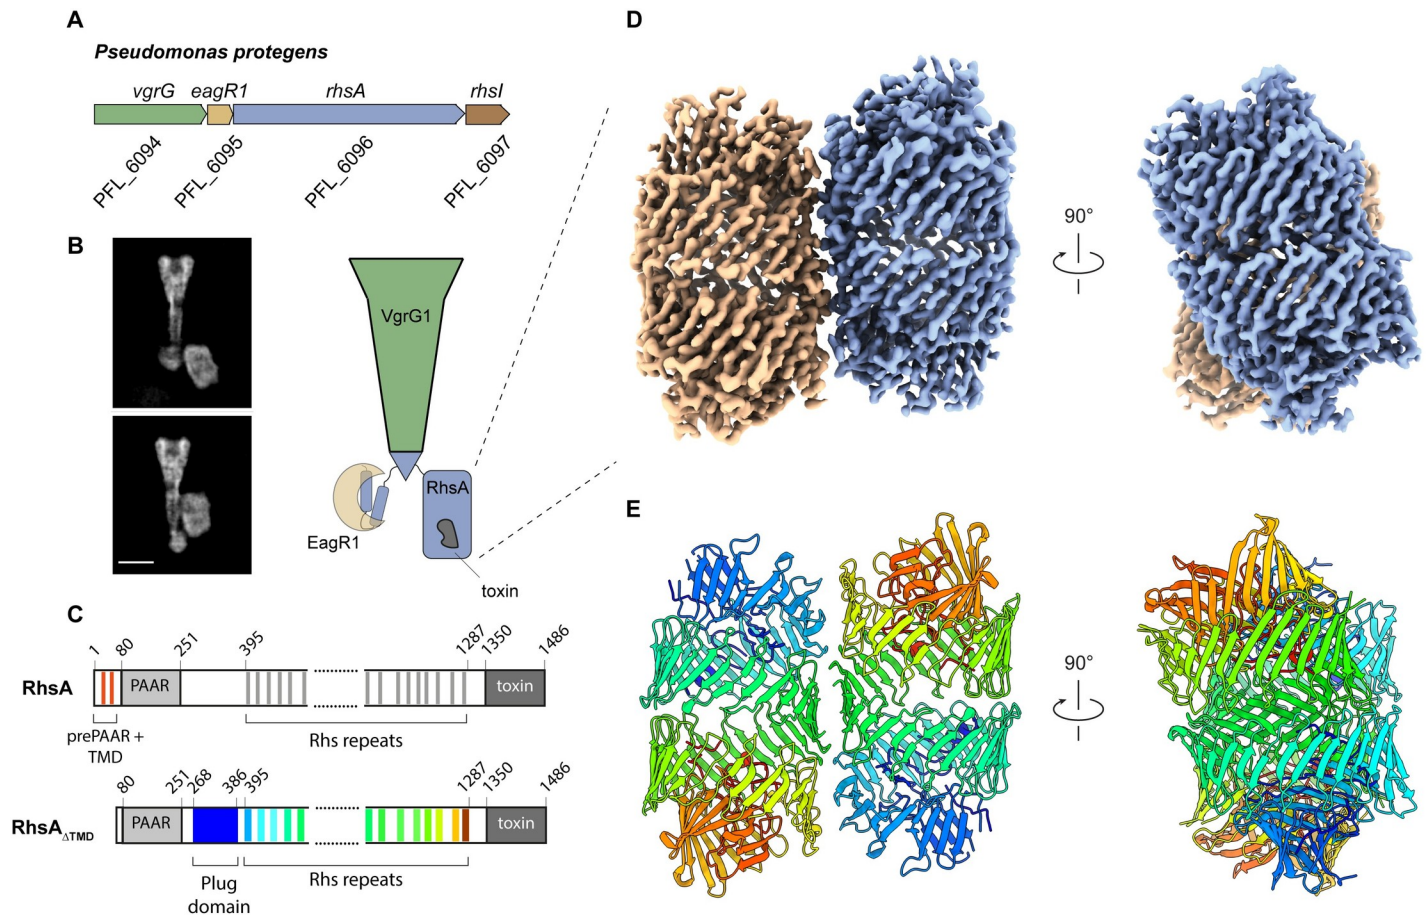 A
Pseudomonas protegens
vgrG eagR1 rhsA rhsI
PFL_6094 PFL_6095 PFL_6096 PFL_6097
B
VgrG1
RhsA
EagR1
toxin
C
1 80 251 395 1287 1350 1486
RhsA PAAR toxin
prePAAR +
TMD
Rhs repeats
80 251 268 386 395 1287 1350 1486
RhsAΔTMD PAAR toxin
Plug
domain
Rhs repeats
D
90°
E
90°